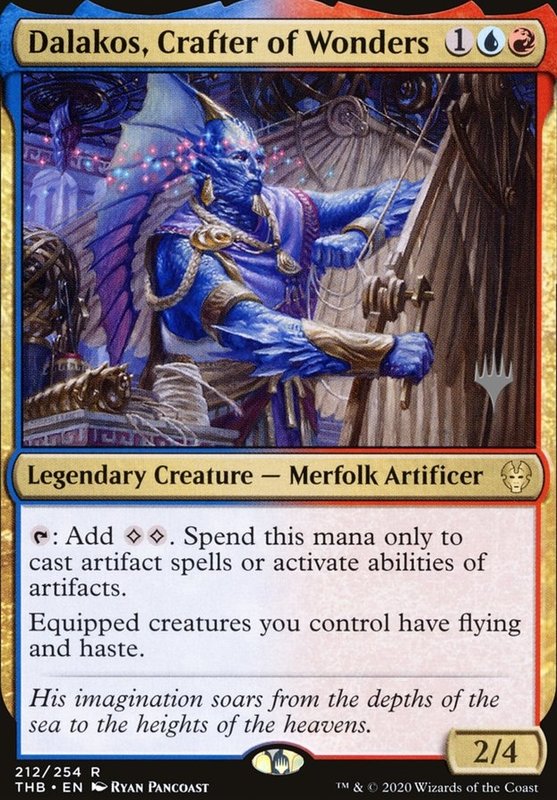 Dalakos, Crafter of Wonders 1
Legendary Creature — Merfolk Artificer
: Add . Spend this mana only to
cast artifact spells or activate abilities of
artifacts.
Equipped creatures you control have flying
and haste.
His imagination soars from the depths of the
sea to the heights of the heavens.
2/4
212/254 R
THB • EN Ryan Pancoast
™ & © 2020 Wizards of the Coast